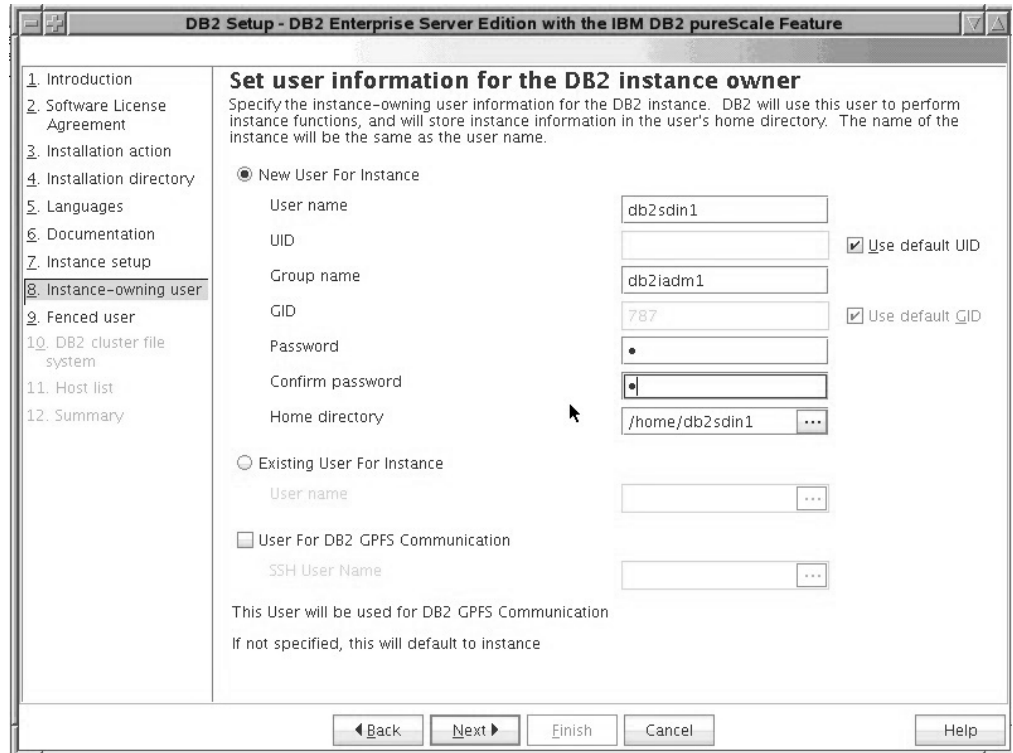 DB2 Setup - DB2 Enterprise Server Edition with the IBM DB2 pureScale Feature
1. Introduction
2. Software License
Agreement
3. Installation action
4. Installation directory
5. Languages
6. Documentation
7. Instance setup
8. Instance-owning user
9. Fenced user
10. DB2 cluster file
system
11. Host list
12. Summary
Set user information for the DB2 instance owner
Specify the instance-owning user information for the DB2 instance. DB2 will use this user to perform
instance functions, and will store instance information in the user's home directory. The name of the
instance will be the same as the user name.
New User For Instance
User name db2sdin1
UID Use default UID
Group name db2iadm1
GID 787 Use default GID
Password •
Confirm password •
Home directory /home/db2sdin1 ...
Existing User For Instance
User name ...
User For DB2 GPFS Communication
SSH User Name ...
This User will be used for DB2 GPFS Communication
If not specified, this will default to instance
Back Next Finish Cancel Help